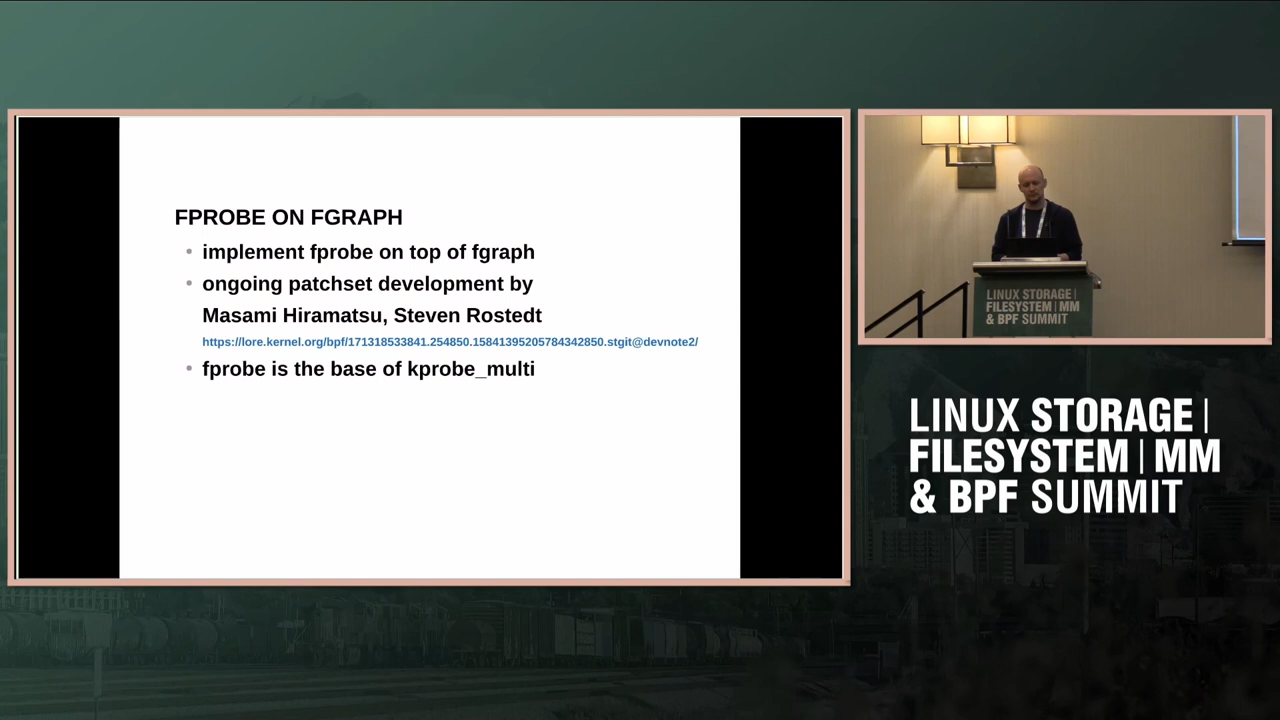 FPROBE ON FGRAPH
implement fprobe on top of fgraph
ongoing patchset development by
Masami Hiramatsu, Steven Rostedt
https://lore.kernel.org/bpf/171318533841.254850.15841395205784342850.stgit@devnote2/
fprobe is the base of kprobe_multi
LINUX STORAGE |
FILESYSTEM | MM
& BPF SUMMIT
LINUX STORAGE |
FILESYSTEM | MM
& BPF SUMMIT